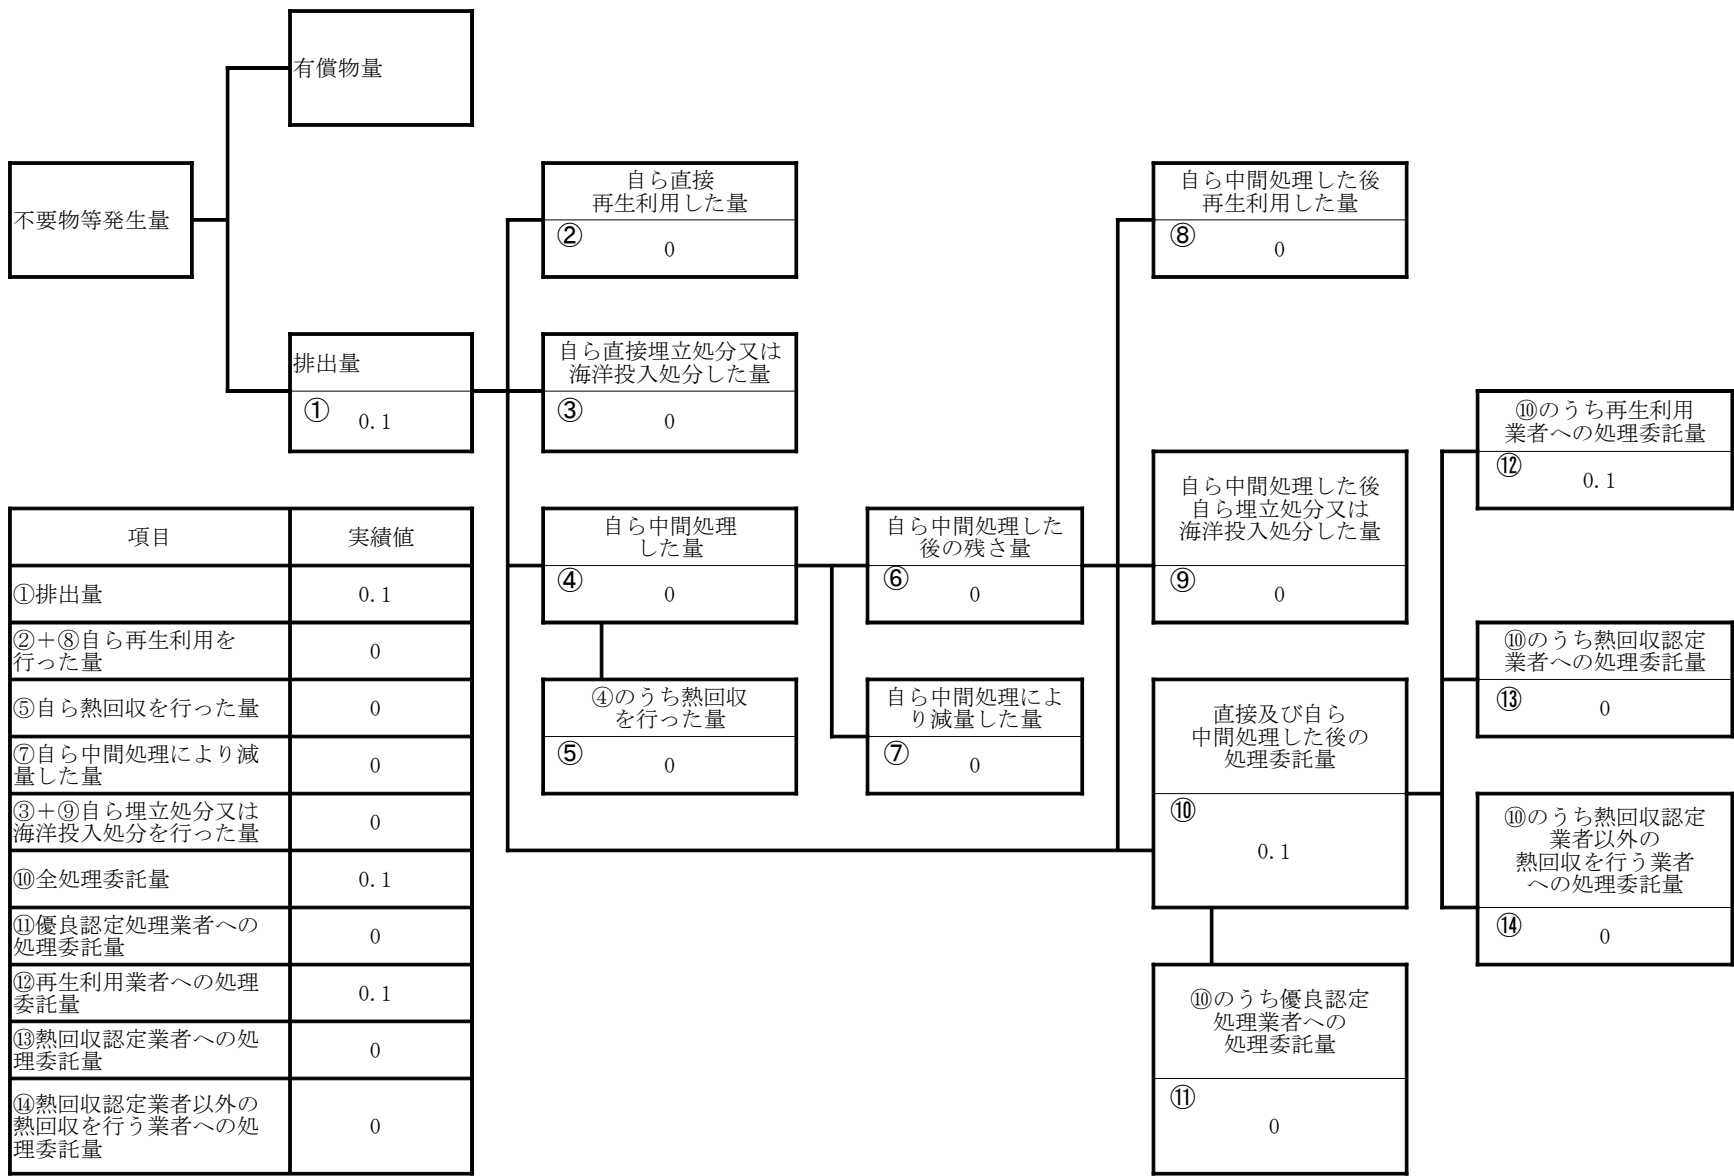 有償物量
不要物等発生量
自ら直接
再生利用した量
②
0
自ら中間処理した後
再生利用した量
⑧
0
排出量
①
0.1
自ら直接埋立処分又は
海洋投入処分した量
③
0
⑩のうち再生利用
業者への処理委託量
⑫
0.1
自ら中間処理
した量
④
0
自ら中間処理した
後の残さ量
⑥
0
自ら中間処理した後
自ら埋立処分又は
海洋投入処分した量
⑨
0
⑩のうち熱回収認定
業者への処理委託量
⑬
0
④のうち熱回収
を行った量
⑤
0
自ら中間処理によ
り減量した量
⑦
0
直接及び自ら
中間処理した後の
処理委託量
⑩
0.1
⑩のうち熱回収認定
業者以外の
熱回収を行う業者
への処理委託量
⑭
0
⑩のうち優良認定
処理業者への
処理委託量
⑪
0
項目 実績値
①排出量 0.1
②＋⑧自ら再生利用を
行った量 0
⑤自ら熱回収を行った量 0
⑦自ら中間処理により減
量した量 0
③＋⑨自ら埋立処分又は
海洋投入処分を行った量 0
⑩全処理委託量 0.1
⑪優良認定処理業者への
処理委託量 0
⑫再生利用業者への処理
委託量 0.1
⑬熱回収認定業者への処
理委託量 0
⑭熱回収認定業者以外の
熱回収を行う業者への処
理委託量 0